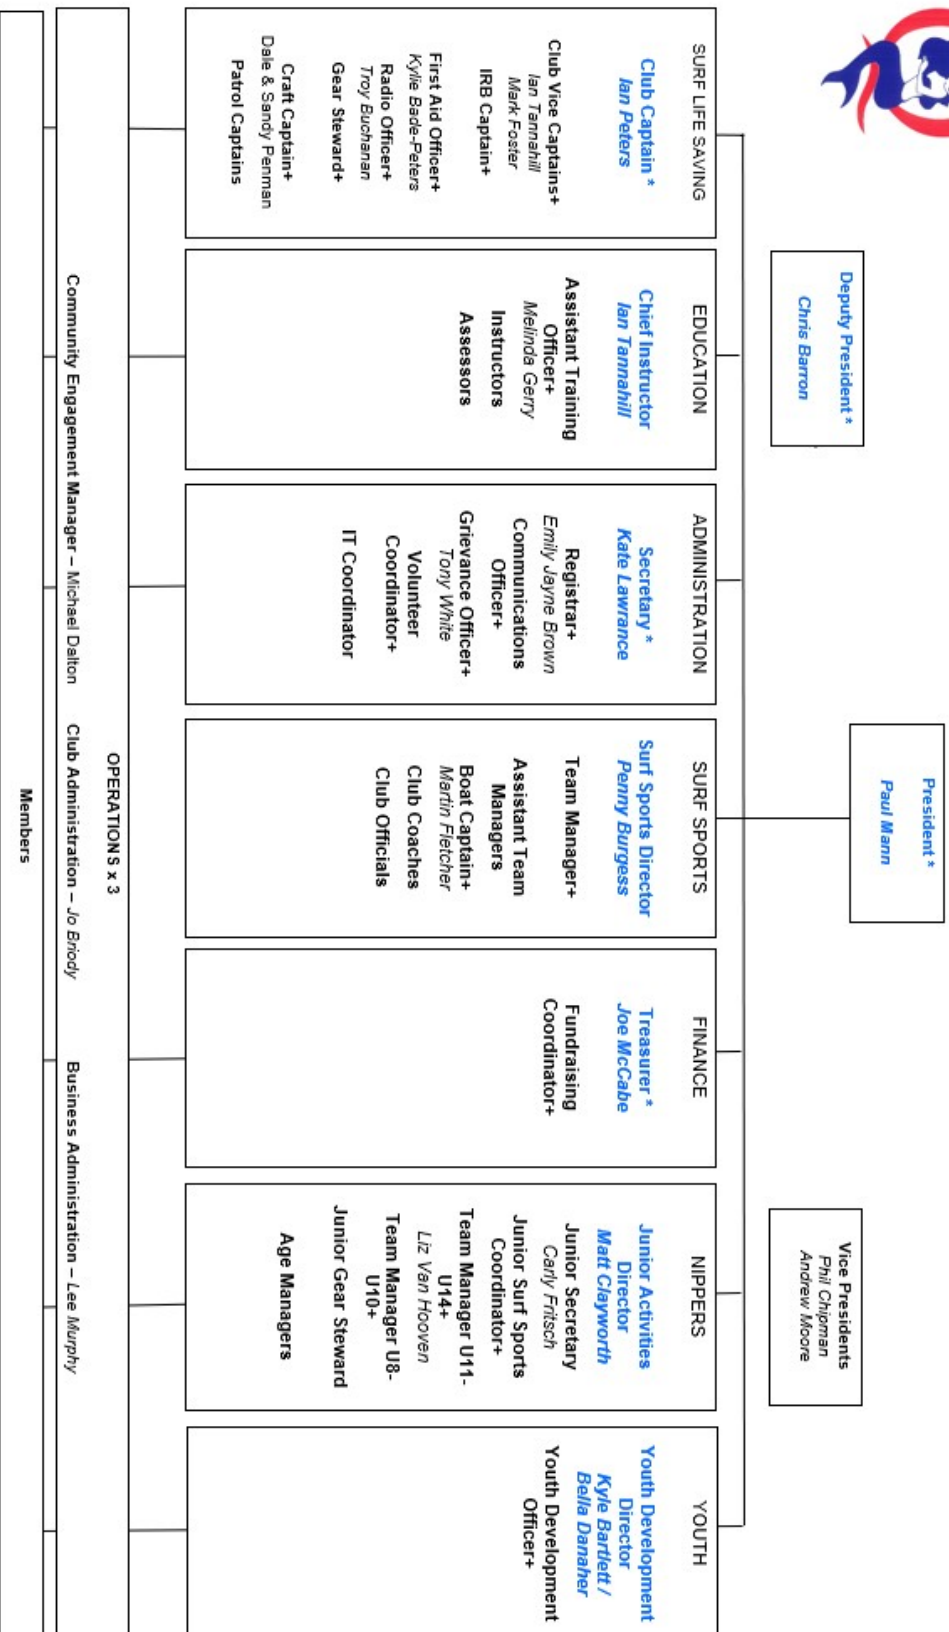 President *
Paul Mann
Deputy President *
Chris Barron
Vice Presidents
Phil Chipman
Andrew Moore
SURF LIFE SAVING
Club Captain *
Ian Peters
Club Vice Captains+
Ian Tannahill
Mark Foster
IRB Captain+
First Aid Officer+
Kylie Bade-Peters
Radio Officer+
Troy Buchanan
Gear Steward+
Craft Captain+
Dale & Sandy Penman
Patrol Captains
EDUCATION
Chief Instructor
Ian Tannahill
Assistant Training
Officer+
Melinda Gerry
Instructors
Assessors
ADMINISTRATION
Secretary *
Kate Lawrance
Registrar+
Emily Jayne Brown
Communications
Officer+
Grievance Officer+
Tony White
Volunteer
Coordinator+
IT Coordinator
SURF SPORTS
Surf Sports Director
Penny Burgess
Team Manager+
Assistant Team
Managers
Boat Captain+
Martin Fletcher
Club Coaches
Club Officials
FINANCE
Treasurer *
Joe McCabe
Fundraising
Coordinator+
NIPPERS
Junior Activities
Director
Matt Clayworth
Junior Secretary
Carly Fritsch
Junior Surf Sports
Coordinator+
Team Manager U11-
U14+
Liz Van Hooven
Team Manager U8-
U10+
Junior Gear Steward
Age Managers
YOUTH
Youth Development
Director
Kyle Bartlett /
Bella Danaher
Youth Development
Officer+
OPERATIONS x 3
Community Engagement Manager – Michael Dalton Club Administration – Jo Briody Business Administration – Lee Murphy
Members